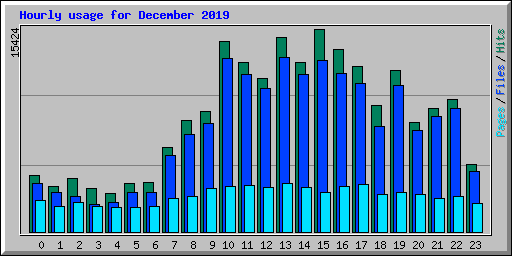 Hourly usage for December 2019
15424
Pages / Files / Hits
0 1 2 3 4 5 6 7 8 9 10 11 12 13 14 15 16 17 18 19 20 21 22 23